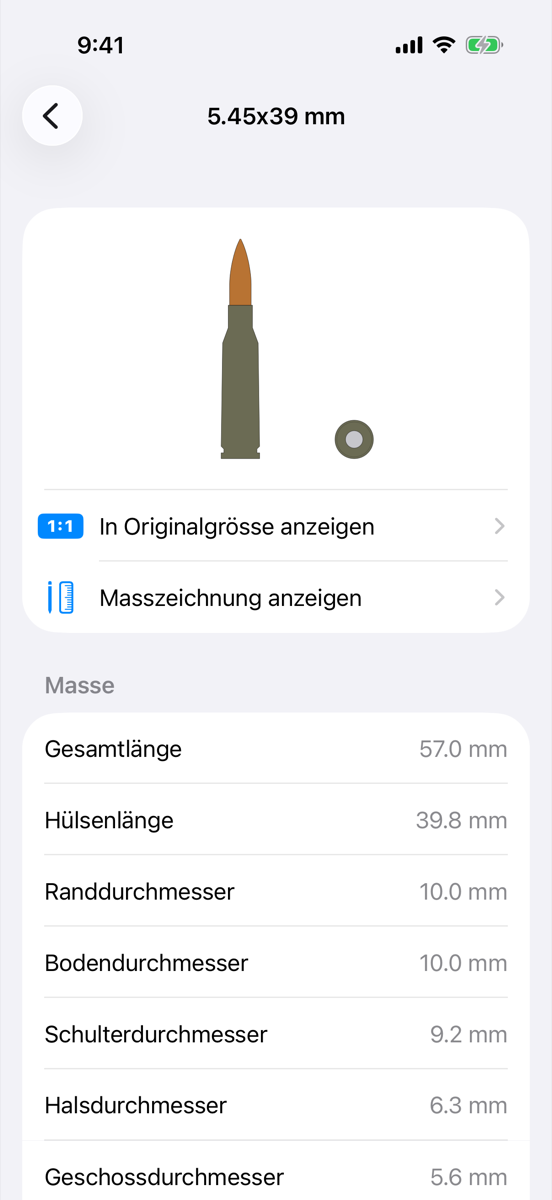 9:41
5.45x39 mm
1:1 In Originalgrösse anzeigen
Masszeichnung anzeigen
Masse
Gesamtlänge 57.0 mm
Hülsenlänge 39.8 mm
Randdurchmesser 10.0 mm
Bodendurchmesser 10.0 mm
Schulterdurchmesser 9.2 mm
Halsdurchmesser 6.3 mm
Geschossdurchmesser 5.6 mm